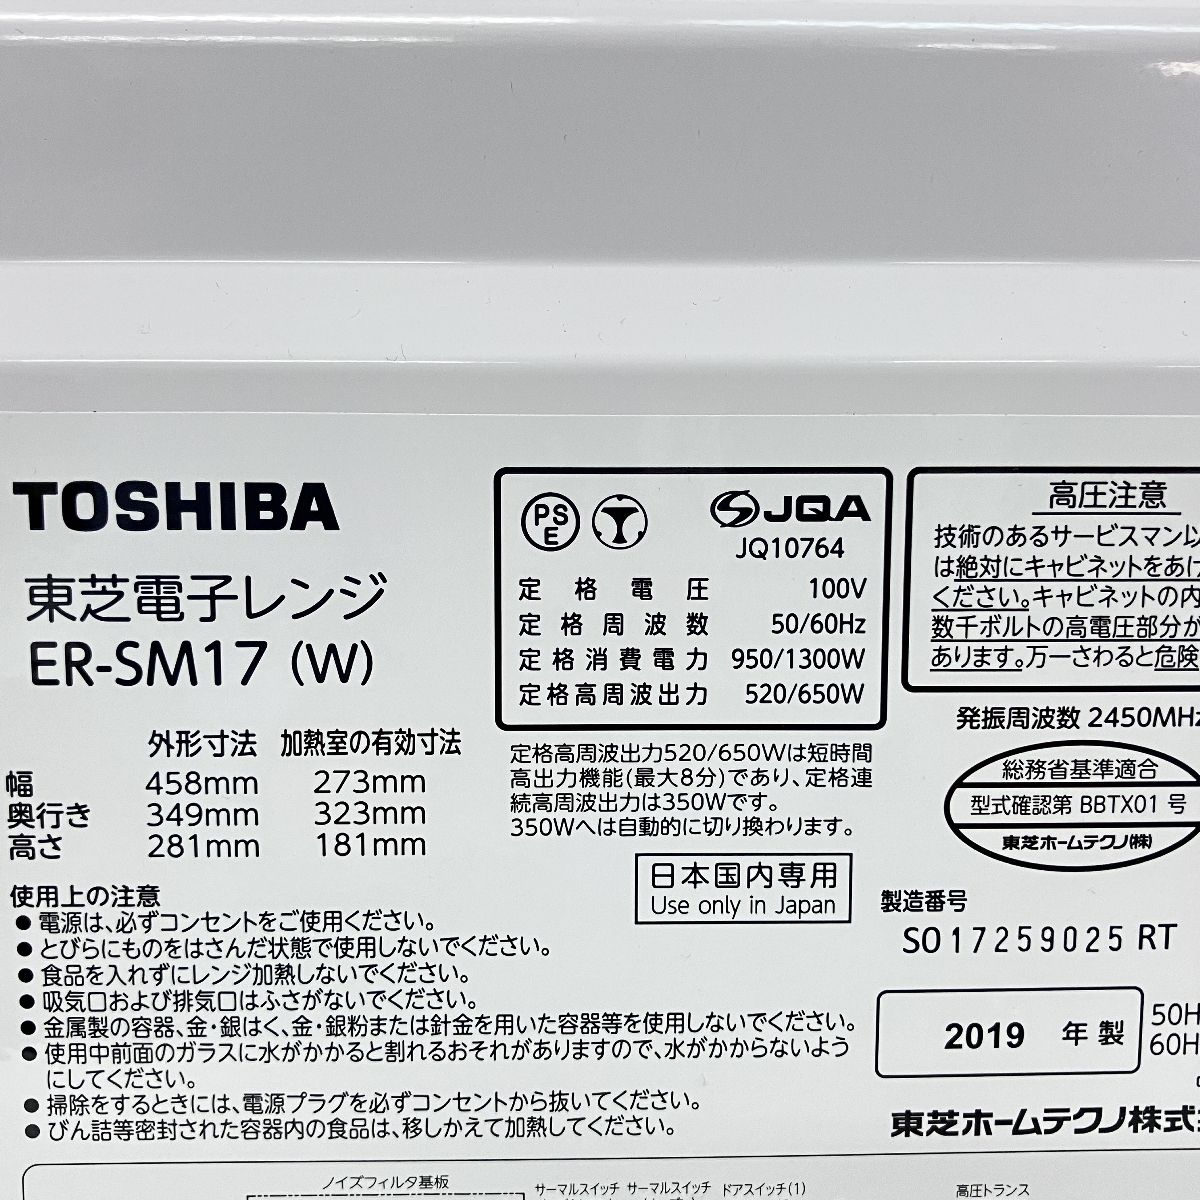 TOSHIBA
東芝電子レンジ
ER-SM17 (W)
外形寸法 加熱室の有効寸法
幅 458mm 273mm
奥行き 349mm 323mm
高さ 281mm 181mm
使用上の注意
● 電源は、必ずコンセントをご使用ください。
● とびらにものをはさんだ状態で使用しないでください。
● 食品を入れずにレンジ加熱しないでください。
● 吸気口および排気口はふさがないでください。
● 金属製の容器、金・銀はく、金・銀粉または針金を用いた容器等を使用しないでください。
● 使用中前面のガラスに水がかかると割れるおそれがありますので、水がかからないよう
にしてください。
● 掃除をするときには、電源プラグを必ずコンセントから抜いてください。
● びん詰等密封された容器内の食品は、移しかえて加熱してください。
PS
E
JQA
JQ10764
定格電圧 100V
定格周波数 50/60Hz
定格消費電力 950/1300W
定格高周波出力 520/650W
定格高周波出力520/650Wは短時間
高出力機能(最大8分)であり、定格連
続高周波出力は350Wです。
350Wへは自動的に切り換わります。
日本国内専用
Use only in Japan
高圧注意
技術のあるサービスマン以
は絶対にキャビネットをあけ
ください。キャビネットの内
数千ボルトの高電圧部分が
あります。万一さわると危険
発振周波数 2450MHz
総務省基準適合
型式確認第 BBTX01 号
東芝ホームテクノ(株)
製造番号
SO17259025 RT
2019 年製
50H
60H
東芝ホームテクノ株式
ノイズフィルタ基板
サーマルスイッチ サーマルスイッチ ドアスイッチ(1)
高圧トランス